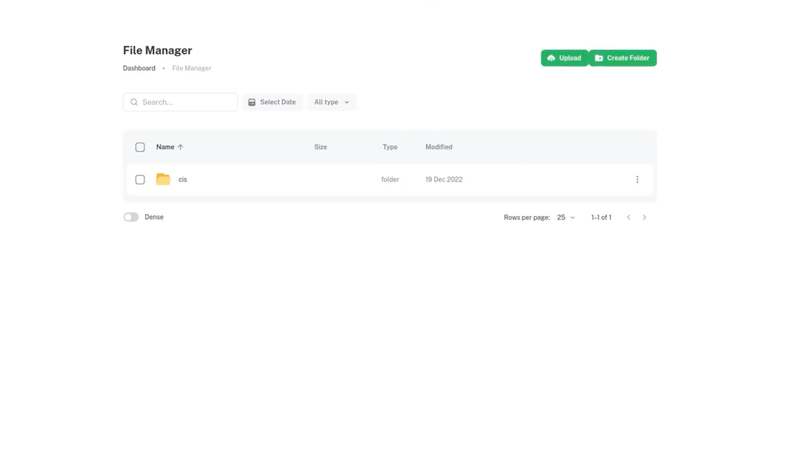 File Manager
Upload
Create Folder
Dashboard • File Manager
Search...
Select Date
All type
Name Size Type Modified
cis folder 19 Dec 2022
Dense
Rows per page: 25 1–1 of 1